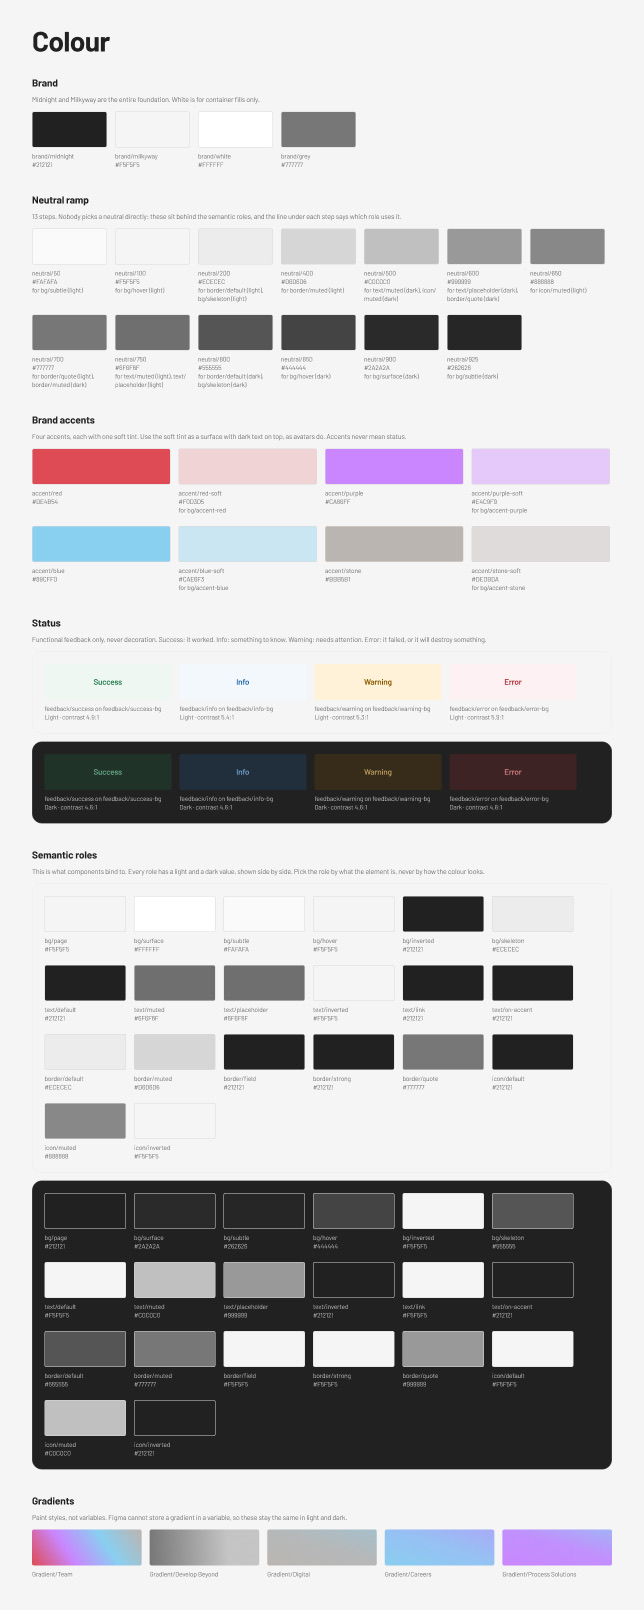 Colour
Brand
Midnight and Milkyway are the entire foundation. White is for container fills only.
brand/midnight
#212121
brand/milkyway
#F5F5F5
brand/white
#FFFFFF
brand/grey
#777777
Neutral ramp
13 steps. Nobody picks a neutral directly: these sit behind the semantic roles, and the line under each step says which role uses it.
neutral/50
#FAFAFA
for bg/subtle (light)
neutral/100
#F5F5F5
for bg/hover (light)
neutral/200
#ECECEC
for border/default (light),
bg/skeleton (light)
neutral/400
#D6D6D6
for border/muted (light)
neutral/500
#C0C0C0
for text/muted (dark), icon/
muted (dark)
neutral/600
#999999
for text/placeholder (dark),
border/quote (dark)
neutral/650
#888888
for icon/muted (light)
neutral/700
#777777
for border/quote (light),
border/muted (dark)
neutral/750
#6F6F6F
for text/muted (light), text/
placeholder (light)
neutral/800
#555555
for border/default (dark),
bg/skeleton (dark)
neutral/850
#444444
for bg/hover (dark)
neutral/900
#2A2A2A
for bg/surface (dark)
neutral/925
#262626
for bg/subtle (dark)
Brand accents
Four accents, each with one soft tint. Use the soft tint as a surface with dark text on top, as avatars do. Accents never mean status.
accent/red
#DE4B54
accent/red-soft
#F0D3D5
for bg/accent-red
accent/purple
#CA86FF
accent/purple-soft
#E4C9F9
for bg/accent-purple
accent/blue
#89CFF0
accent/blue-soft
#CAE6F3
for bg/accent-blue
accent/stone
#BBB5B1
accent/stone-soft
#DEDBDA
for bg/accent-stone
Status
Functional feedback only, never decoration. Success: it worked. Info: something to know. Warning: needs attention. Error: it failed, or it will destroy something.
Success
Info
Warning
Error
feedback/success on feedback/success-bg
Light · contrast 4.9:1
feedback/info on feedback/info-bg
Light · contrast 5.4:1
feedback/warning on feedback/warning-bg
Light · contrast 5.3:1
feedback/error on feedback/error-bg
Light · contrast 5.9:1
Success
Info
Warning
Error
feedback/success on feedback/success-bg
Dark · contrast 4.6:1
feedback/info on feedback/info-bg
Dark · contrast 4.6:1
feedback/warning on feedback/warning-bg
Dark · contrast 4.6:1
feedback/error on feedback/error-bg
Dark · contrast 4.6:1
Semantic roles
This is what components bind to. Every role has a light and a dark value, shown side by side. Pick the role by what the element is, never by how the colour looks.
bg/page
#F5F5F5
bg/surface
#FFFFFF
bg/subtle
#FAFAFA
bg/hover
#F5F5F5
bg/inverted
#212121
bg/skeleton
#ECECEC
text/default
#212121
text/muted
#6F6F6F
text/placeholder
#6F6F6F
text/inverted
#F5F5F5
text/link
#212121
text/on-accent
#212121
border/default
#ECECEC
border/muted
#D6D6D6
border/field
#212121
border/strong
#212121
border/quote
#777777
icon/default
#212121
icon/muted
#888888
icon/inverted
#F5F5F5
bg/page
#212121
bg/surface
#2A2A2A
bg/subtle
#262626
bg/hover
#444444
bg/inverted
#F5F5F5
bg/skeleton
#555555
text/default
#F5F5F5
text/muted
#C0C0C0
text/placeholder
#999999
text/inverted
#212121
text/link
#F5F5F5
text/on-accent
#212121
border/default
#555555
border/muted
#777777
border/field
#F5F5F5
border/strong
#F5F5F5
border/quote
#999999
icon/default
#F5F5F5
icon/muted
#C0C0C0
icon/inverted
#212121
Gradients
Paint styles, not variables. Figma cannot store a gradient in a variable, so these stay the same in light and dark.
Gradient/Team
Gradient/Develop Beyond
Gradient/Digital
Gradient/Careers
Gradient/Process Solutions